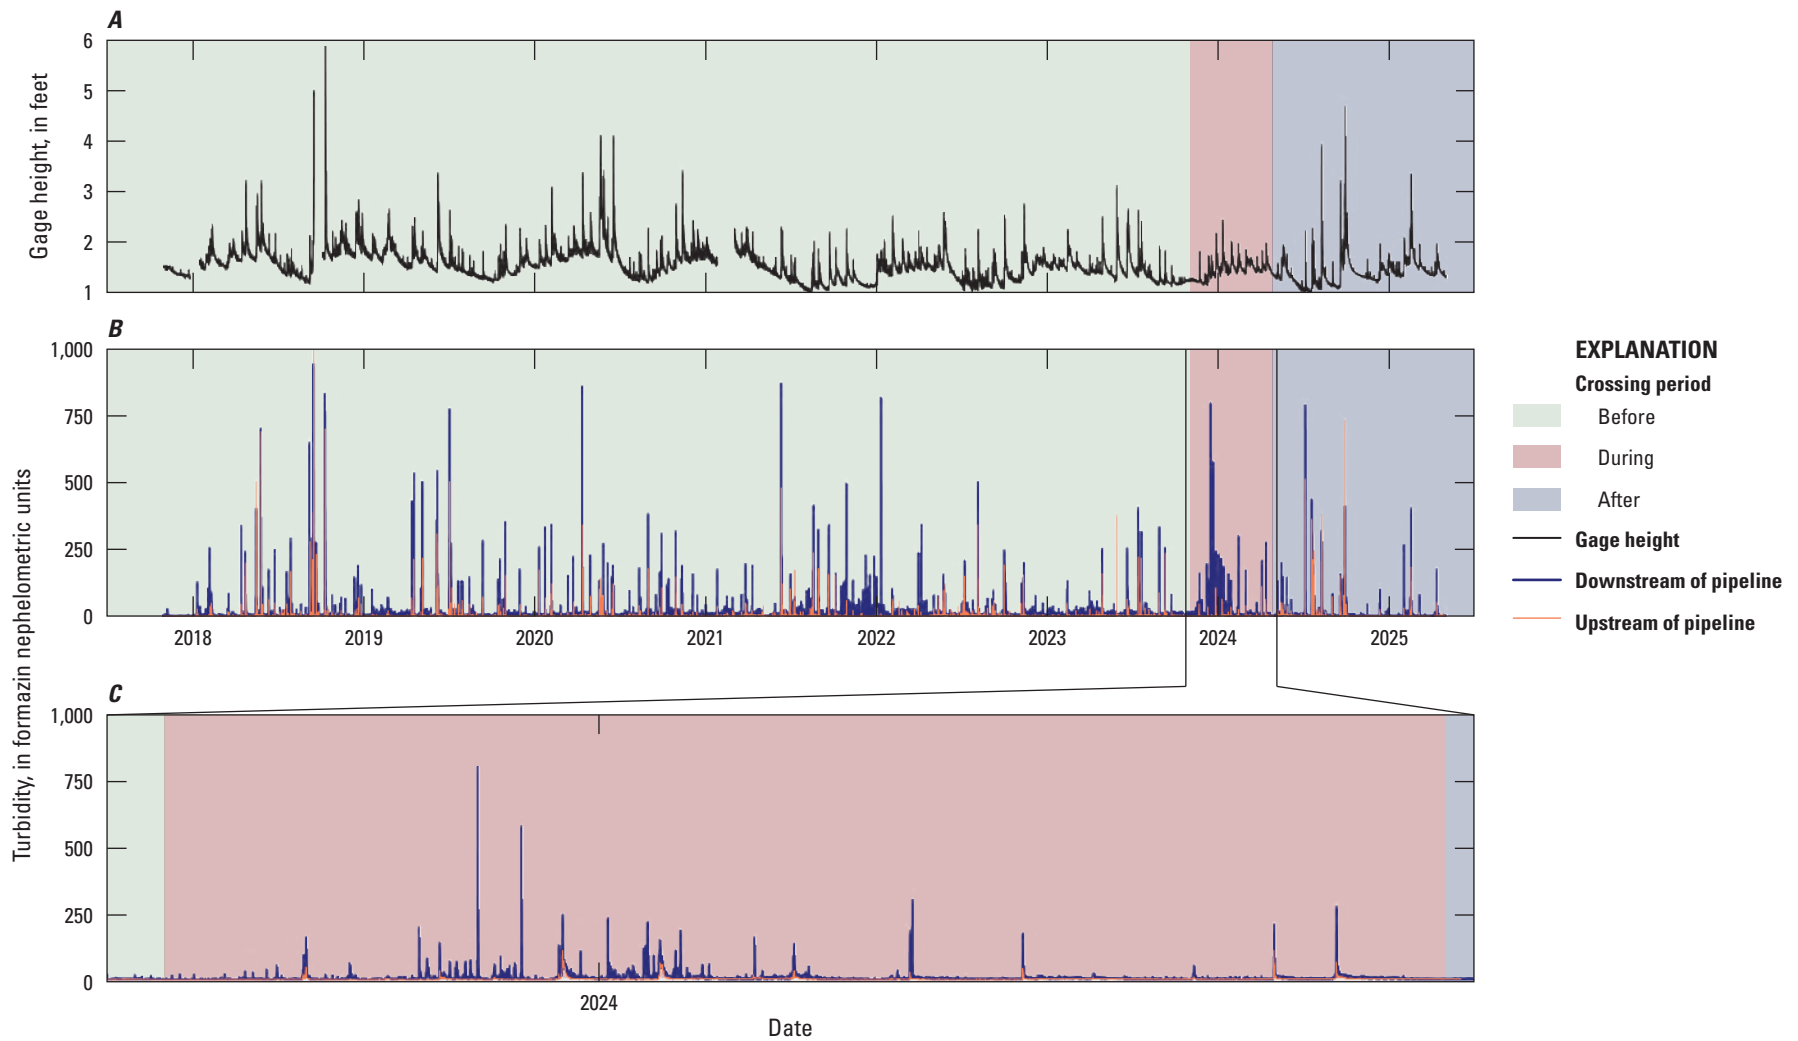 A
6
5
4
3
2
1
Gage height, in feet
B
1,000
750
500
250
0
2018 2019 2020 2021 2022 2023 2024 2025
Turbidity, in formazin nephelometric units
C
1,000
750
500
250
0
2024
Date
EXPLANATION
Crossing period
Before
During
After
Gage height
Downstream of pipeline
Upstream of pipeline